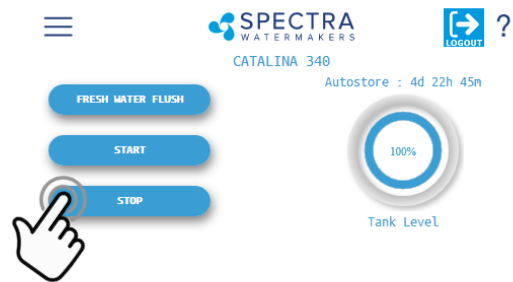 SPECTRA
WATERMAKERS
LOGOUT
?
CATALINA 340
Autostore : 4d 22h 45m
FRESH WATER FLUSH
START
100%
STOP
Tank Level